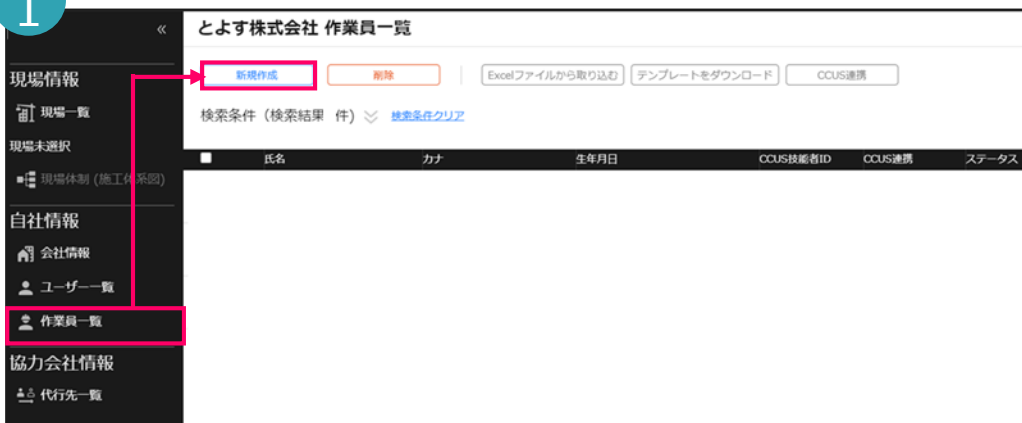 1
«
とよす株式会社 作業員一覧
新規作成 削除 Excelファイルから取り込む テンプレートをダウンロード CCUS連携
検索条件（検索結果 件） 検索条件クリア
氏名 カナ 生年月日 CCUS技能者ID CCUS連携 ステータス
現場情報
現場一覧
現場未選択
現場体制 (施工体系図)
自社情報
会社情報
ユーザー一覧
作業員一覧
協力会社情報
代行先一覧